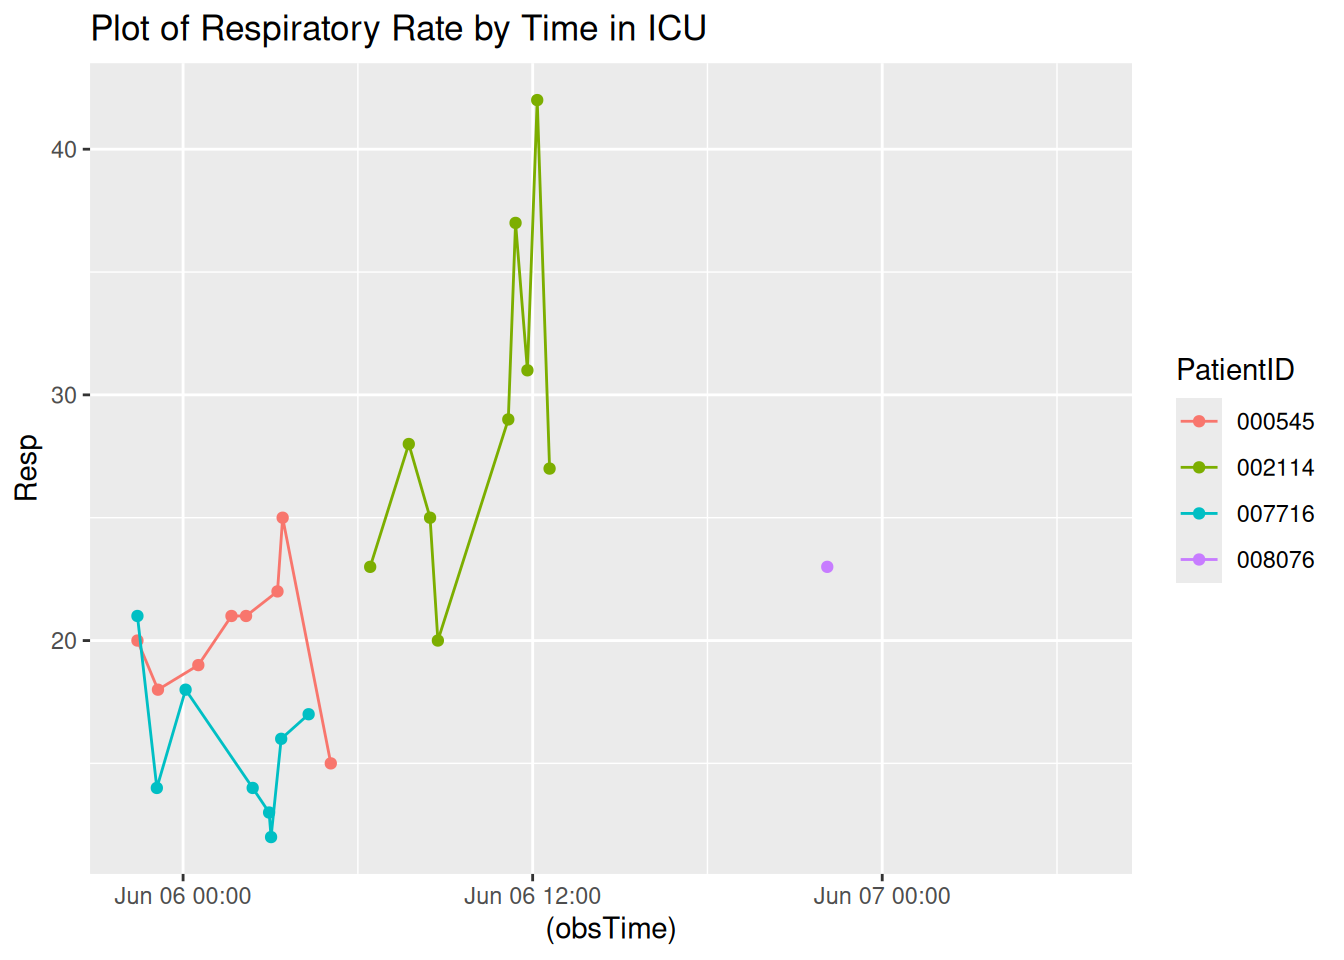 Plot of Respiratory Rate by Time in ICU
40
30
20
Resp
Jun 06 00:00
Jun 06 12:00
Jun 07 00:00
(obsTime)
PatientID
000545
002114
007716
008076